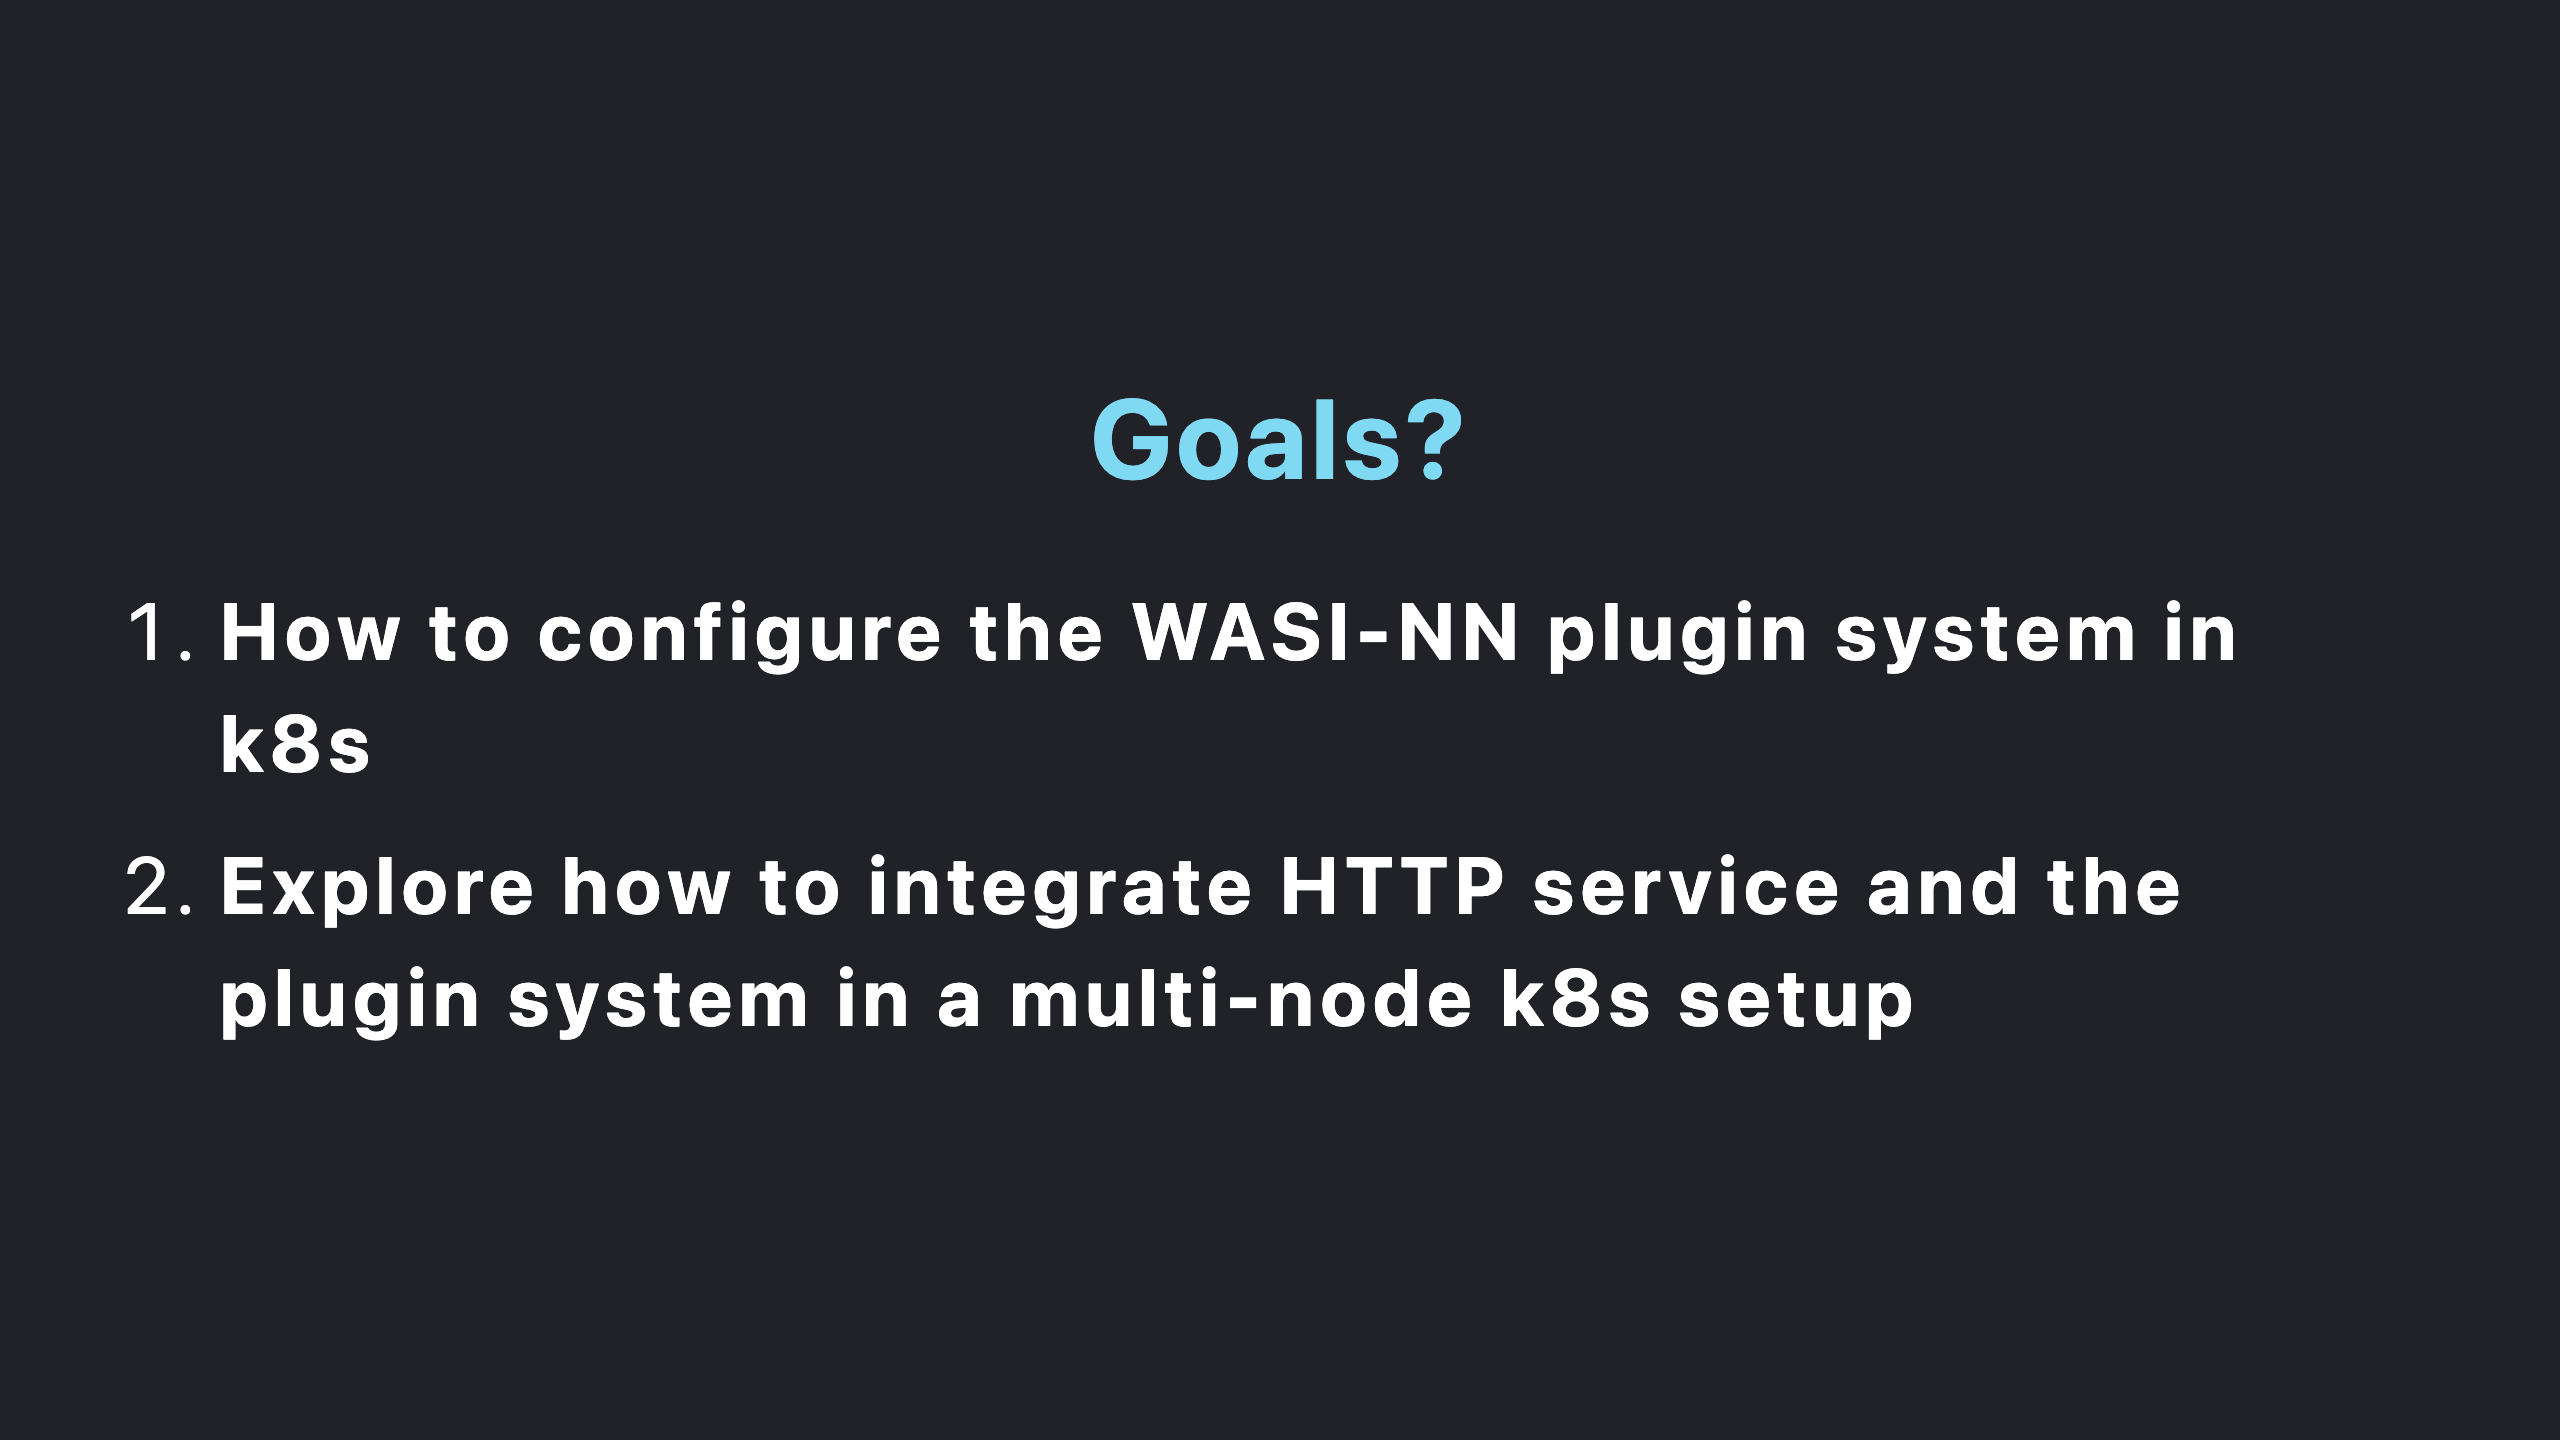 Goals?
1. How to configure the WASI-NN plugin system in
k8s
2. Explore how to integrate HTTP service and the
plugin system in a multi-node k8s setup